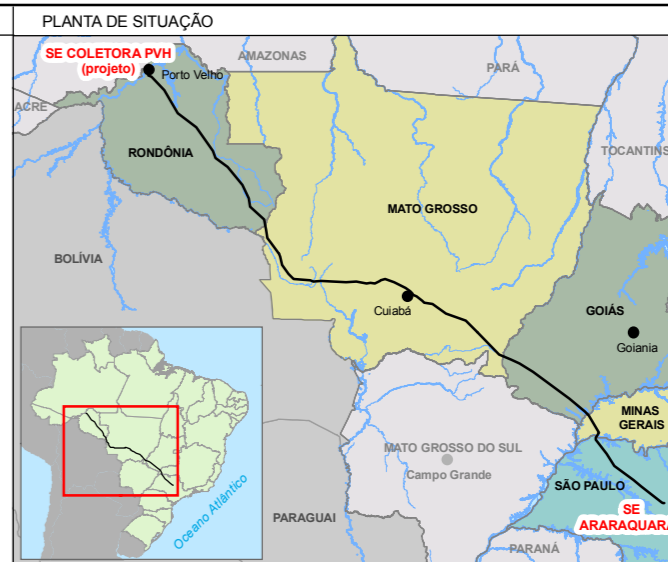 PLANTA DE SITUAÇÃO
SE COLETORA PVH
(projeto)
AMAZONAS
PARÁ
Porto Velho
ACRE
TOCANTINS
RONDÔNIA
MATO GROSSO
BOLÍVIA
Cuiabá
GOIÁS
Goiania
MINAS
GERAIS
MATO GROSSO DO SUL
Campo Grande
SÃO PAULO
SE
ARARAQUARA
PARAGUAI
PARANÁ
Oceano Atlântico